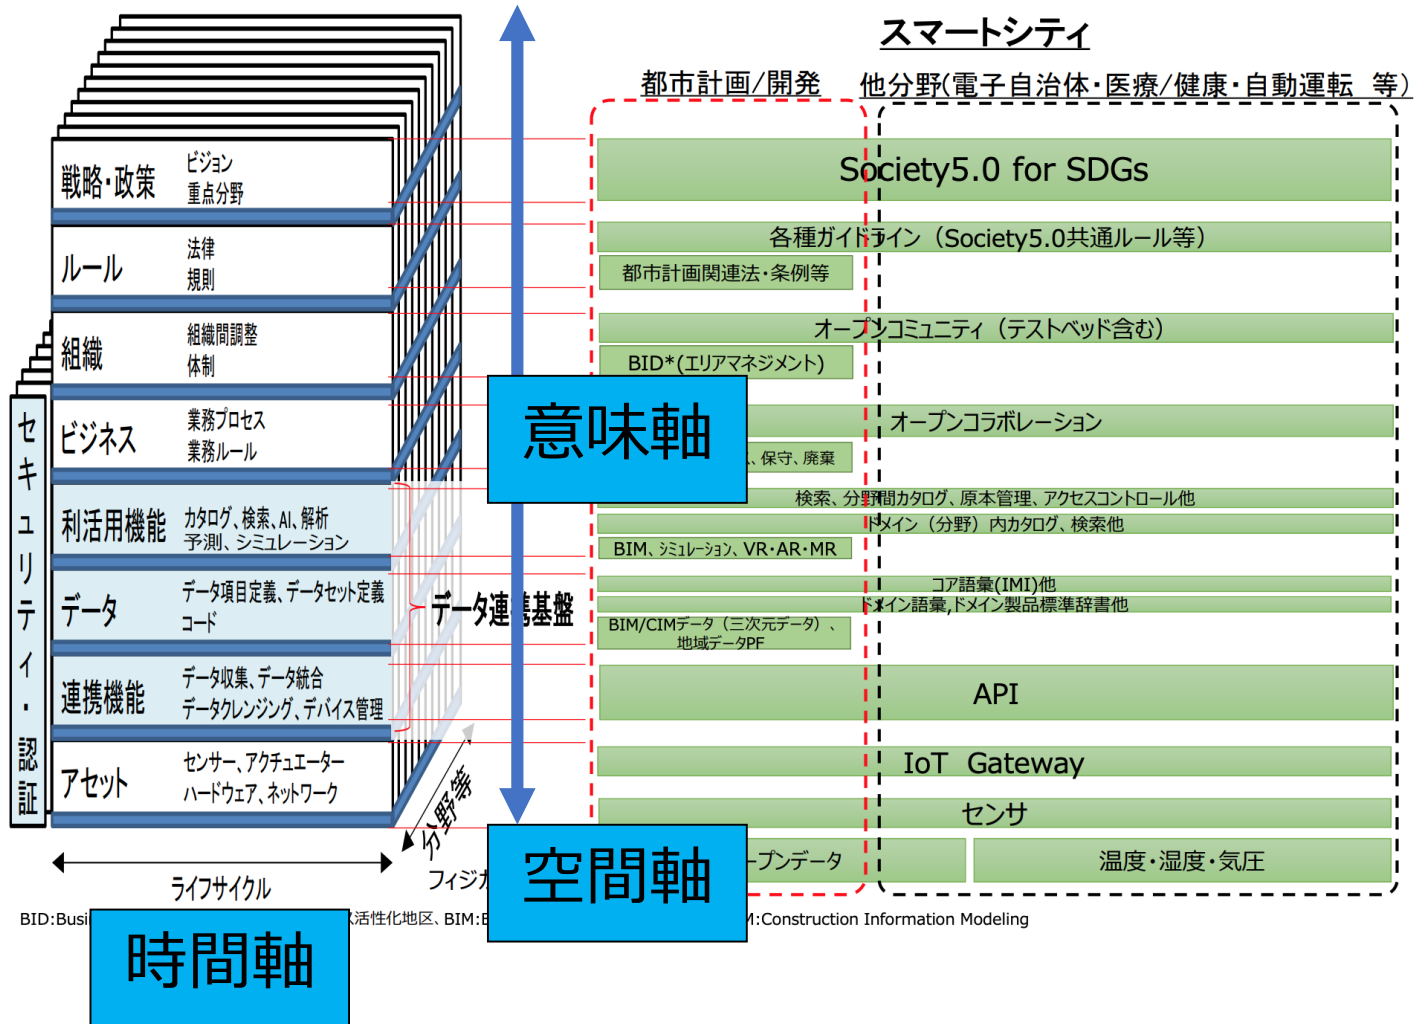 スマートシティ
都市計画/開発
他分野(電子自治体・医療/健康・自動運転 等)
戦略・政策
ビジョン
重点分野
ルール
法律
規則
組織
組織間調整
体制
ビジネス
業務プロセス
業務ルール
利活用機能
カタログ、検索、AI、解析
予測、シミュレーション
データ
データ項目定義、データセット定義
コード
連携機能
データ収集、データ統合
データクレンジング、デバイス管理
アセット
センサー、アクチュエーター
ハードウェア、ネットワーク
セキュリティ・認証
データ連携基盤
分野等
ライフサイクル
フィジカ
意味軸
空間軸
時間軸
Society5.0 for SDGs
各種ガイドライン（Society5.0共通ルール等）
都市計画関連法・条例等
オープンコミュニティ（テストベッド含む）
BID*(エリアマネジメント)
オープンコラボレーション
、保守、廃棄
検索、分野間カタログ、原本管理、アクセスコントロール他
ドメイン（分野）内カタログ、検索他
BIM、シミュレーション、VR・AR・MR
コア語彙(IMI)他
ドメイン語彙,ドメイン製品標準辞書他
BIM/CIMデータ（三次元データ）、
地域データPF
API
IoT Gateway
センサ
ープンデータ
温度・湿度・気圧
BID:Busi
ス活性化地区、BIM:B
M:Construction Information Modeling